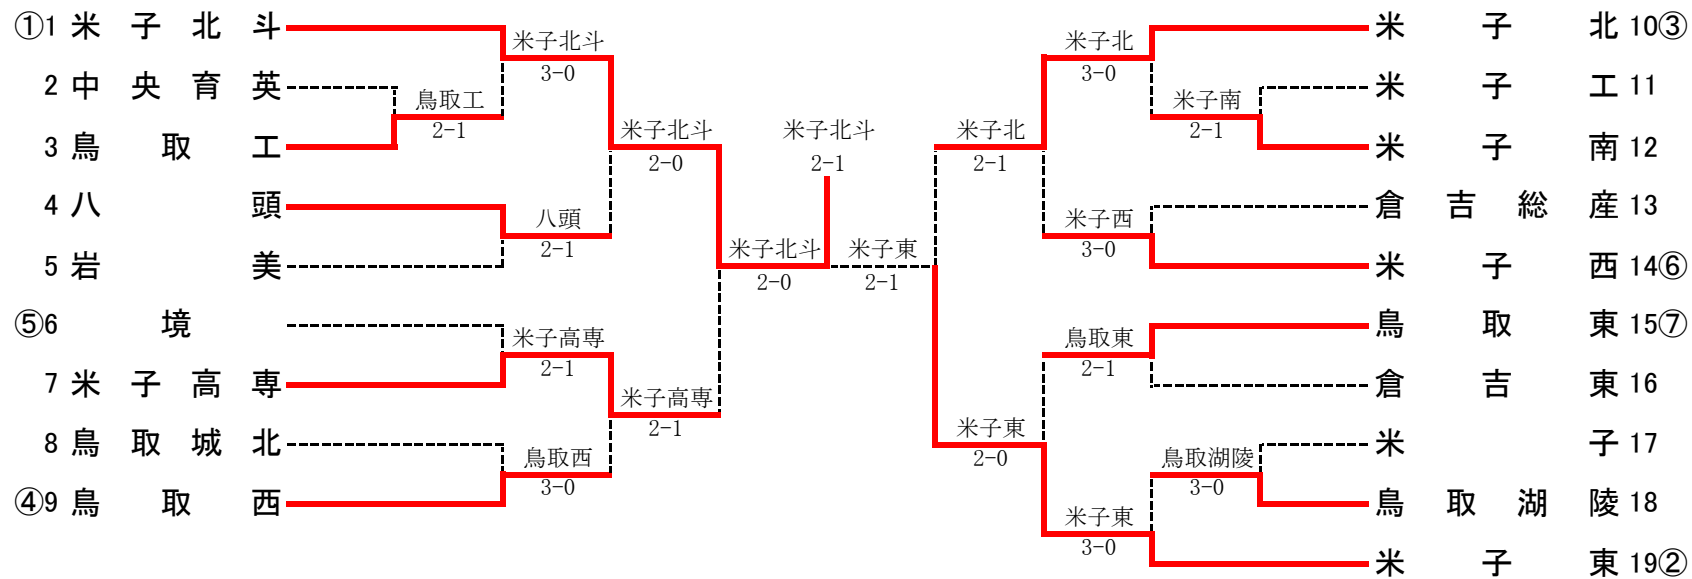 ①1 米子北斗
2 中央育英
3 鳥取工
4 八頭
5 岩美
⑤6 境
7 米子高専
8 鳥取城北
④9 鳥取西
米子北斗
3-0
鳥取工
2-1
八頭
2-1
米子高専
2-1
鳥取西
3-0
米子北斗
2-0
米子高専
2-1
米子北斗
2-0
米子北斗
2-1
米子東
2-1
米子北
2-1
米子東
2-0
米子北
3-0
米子南
2-1
米子西
3-0
鳥取東
2-1
鳥取湖陵
3-0
米子東
3-0
米子北 10③
米子工 11
米子南 12
倉吉総産 13
米子西 14⑥
鳥取東 15⑦
倉吉東 16
米子 17
鳥取湖陵 18
米子東 19②